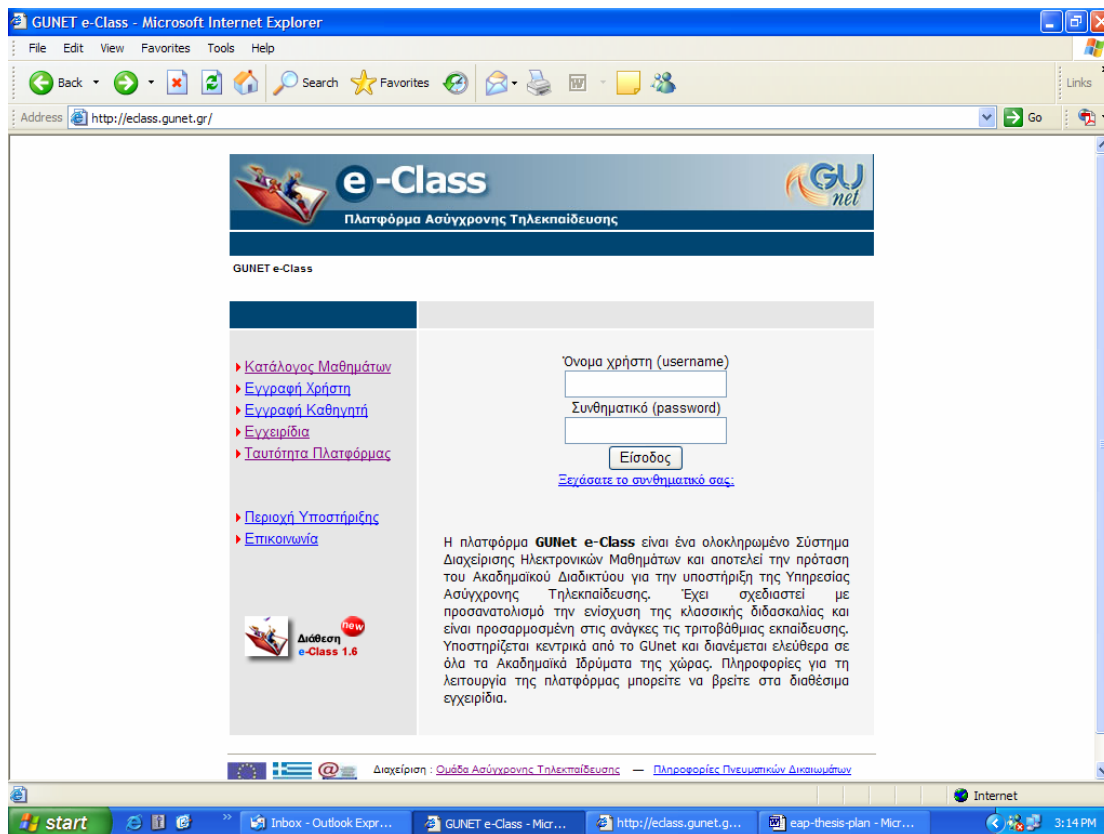 GUNET e-Class - Microsoft Internet Explorer
File Edit View Favorites Tools Help
Back Search Favorites Links
Address http://eclass.gunet.gr/ Go
e-Class
GU net
Πλατφόρμα Ασύγχρονης Τηλεκπαίδευσης
GUNET e-Class
Κατάλογος Μαθημάτων
Εγγραφή Χρήστη
Εγγραφή Καθηγητή
Εγχειρίδια
Ταυτότητα Πλατφόρμας
Περιοχή Υποστήριξης
Επικοινωνία
new
Διάθεση
e-Class 1.6
Όνομα χρήστη (username)
Συνθηματικό (password)
Είσοδος
Ξεχάσατε το συνθηματικό σας;
Η πλατφόρμα GUNet e-Class είναι ένα ολοκληρωμένο Σύστημα
Διαχείρισης Ηλεκτρονικών Μαθημάτων και αποτελεί την πρόταση
του Ακαδημαϊκού Διαδικτύου για την υποστήριξη της Υπηρεσίας
Ασύγχρονης Τηλεκπαίδευσης. Έχει σχεδιαστεί με
προσανατολισμό την ενίσχυση της κλασσικής διδασκαλίας και
είναι προσαρμοσμένη στις ανάγκες τις τριτοβάθμιας εκπαίδευσης.
Υποστηρίζεται κεντρικά από το GUnet και διανέμεται ελεύθερα σε
όλα τα Ακαδημαϊκά Ιδρύματα της χώρας. Πληροφορίες για τη
λειτουργία της πλατφόρμας μπορείτε να βρείτε στα διαθέσιμα
εγχειρίδια.
Διαχείριση : Ομάδα Ασύγχρονης Τηλεκπαίδευσης — Πληροφορίες Πνευματικών Δικαιωμάτων
Internet
start Inbox - Outlook Expr... GUNET e-Class - Micr... http://eclass.gunet.g... eap-thesis-plan - Micr... 3:14 PM